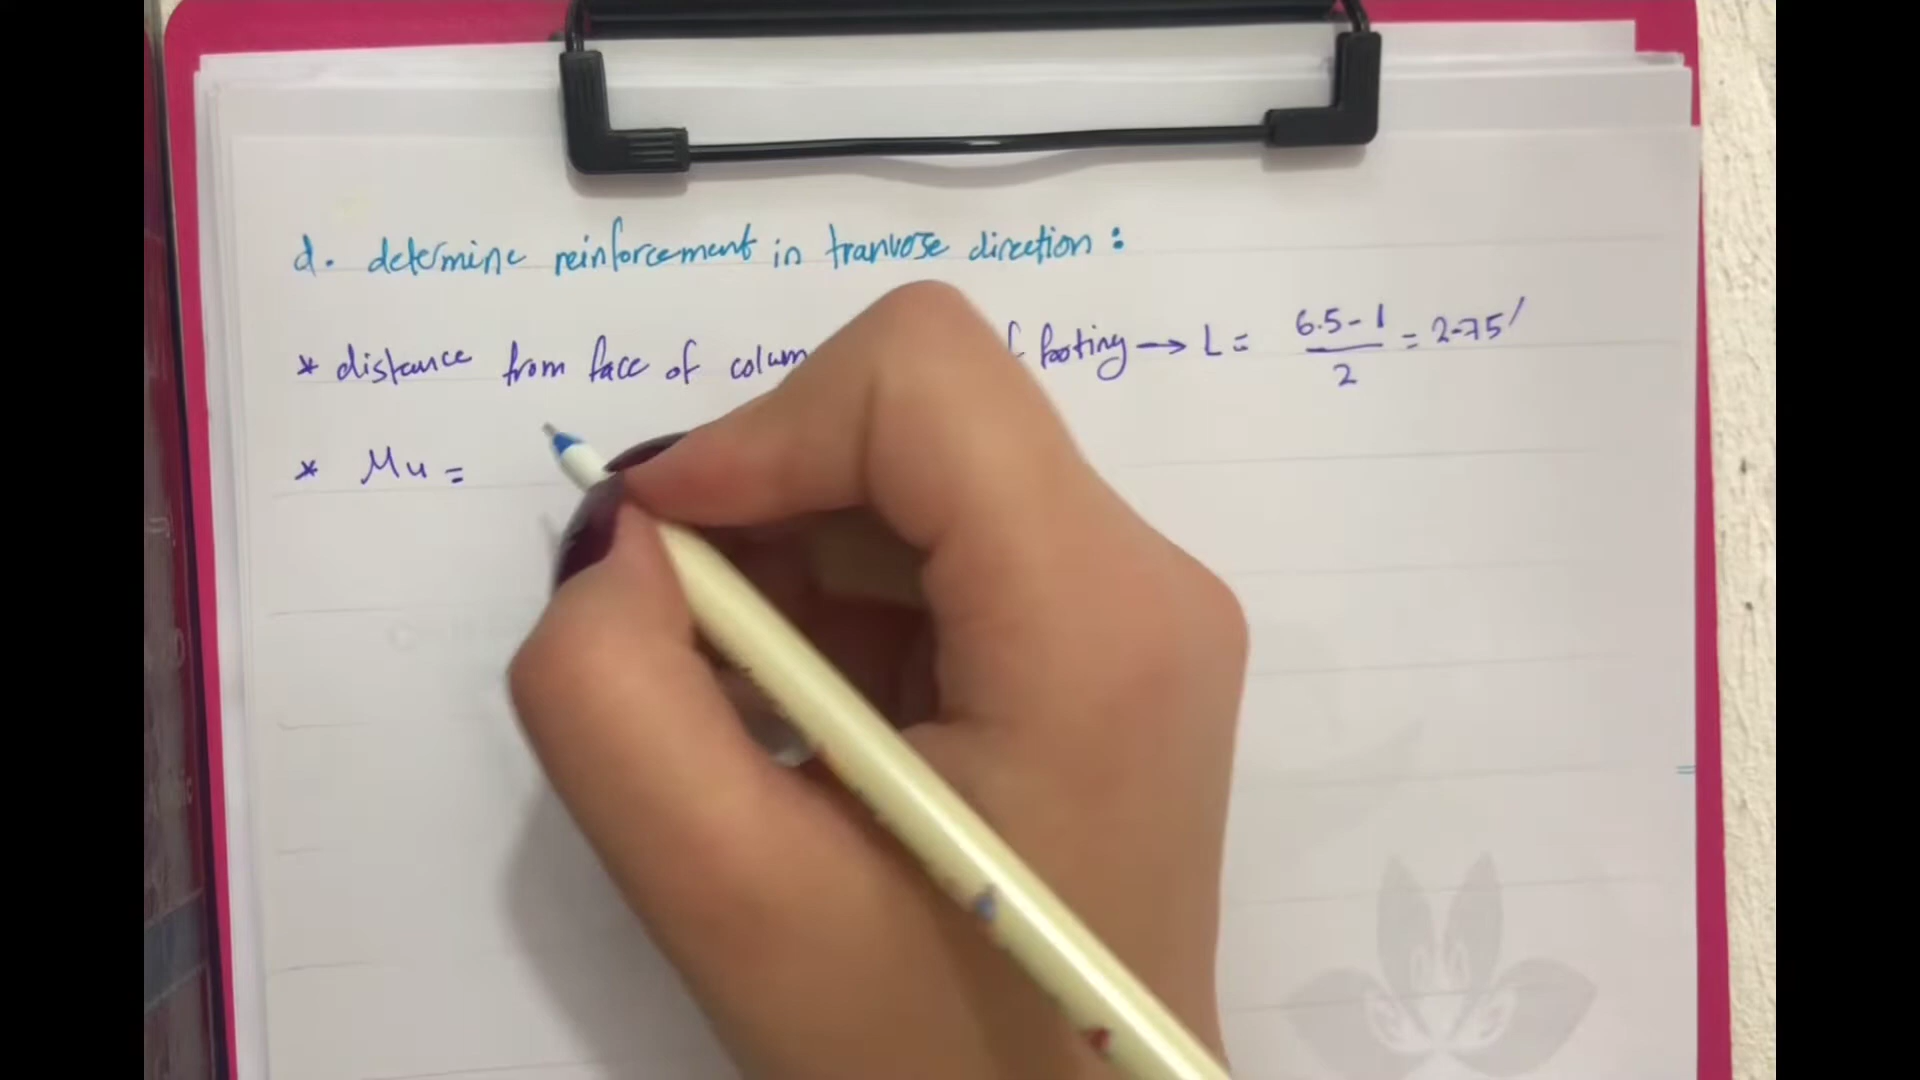 d. determine reinforcement in tranvose direction :
* distance from face of colum footing → L = 6.5-1 / 2 = 2.75'
* Mu =